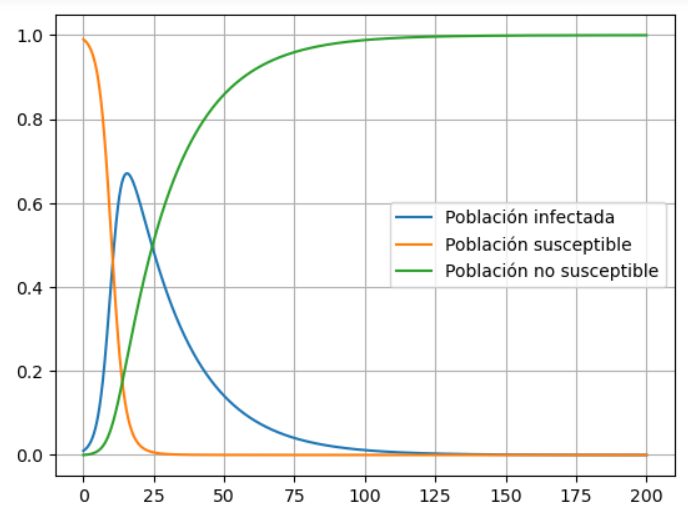 1.0
0.8
0.6
0.4
0.2
0.0
Población infectada
Población susceptible
Población no susceptible
0 25 50 75 100 125 150 175 200